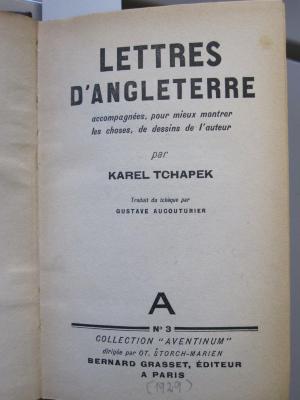 LETTRES
D'ANGLETERRE
accompagnées, pour mieux montrer
les choses, de dessins de l'auteur
par
KAREL TCHAPEK
Traduit du tchèque par
GUSTAVE AUCOUTURIER
A
N° 3
COLLECTION "AVENTINUM"
dirigée par OT. ŠTORCH-MARIEN
BERNARD GRASSET, ÉDITEUR
A PARIS
(1929)